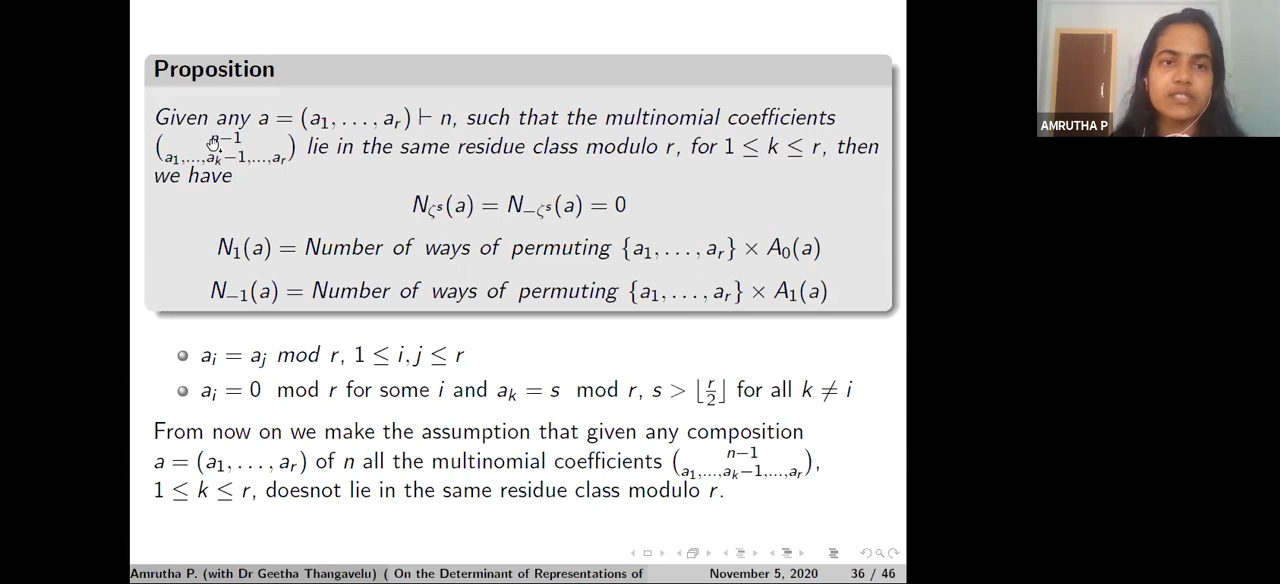 Proposition
Given any a = (a₁, . . . , aᵣ) ⊢ n, such that the multinomial coefficients
(n−1 over a₁,...,aₖ−1,...,aᵣ) lie in the same residue class modulo r, for 1 ≤ k ≤ r, then
we have
N_{ζˢ}(a) = N_{−ζˢ}(a) = 0
N₁(a) = Number of ways of permuting {a₁, . . . , aᵣ} × A₀(a)
N₋₁(a) = Number of ways of permuting {a₁, . . . , aᵣ} × A₁(a)
aᵢ = aⱼ mod r, 1 ≤ i, j ≤ r
aᵢ = 0 mod r for some i and aₖ = s mod r, s > ⌊r/2⌋ for all k ≠ i
From now on we make the assumption that given any composition
a = (a₁, . . . , aᵣ) of n all the multinomial coefficients (n−1 over a₁,...,aₖ−1,...,aᵣ),
1 ≤ k ≤ r, doesnot lie in the same residue class modulo r.
Amrutha P. (with Dr Geetha Thangavelu) ( On the Determinant of Representations of November 5, 2020 36 / 46
AMRUTHA P